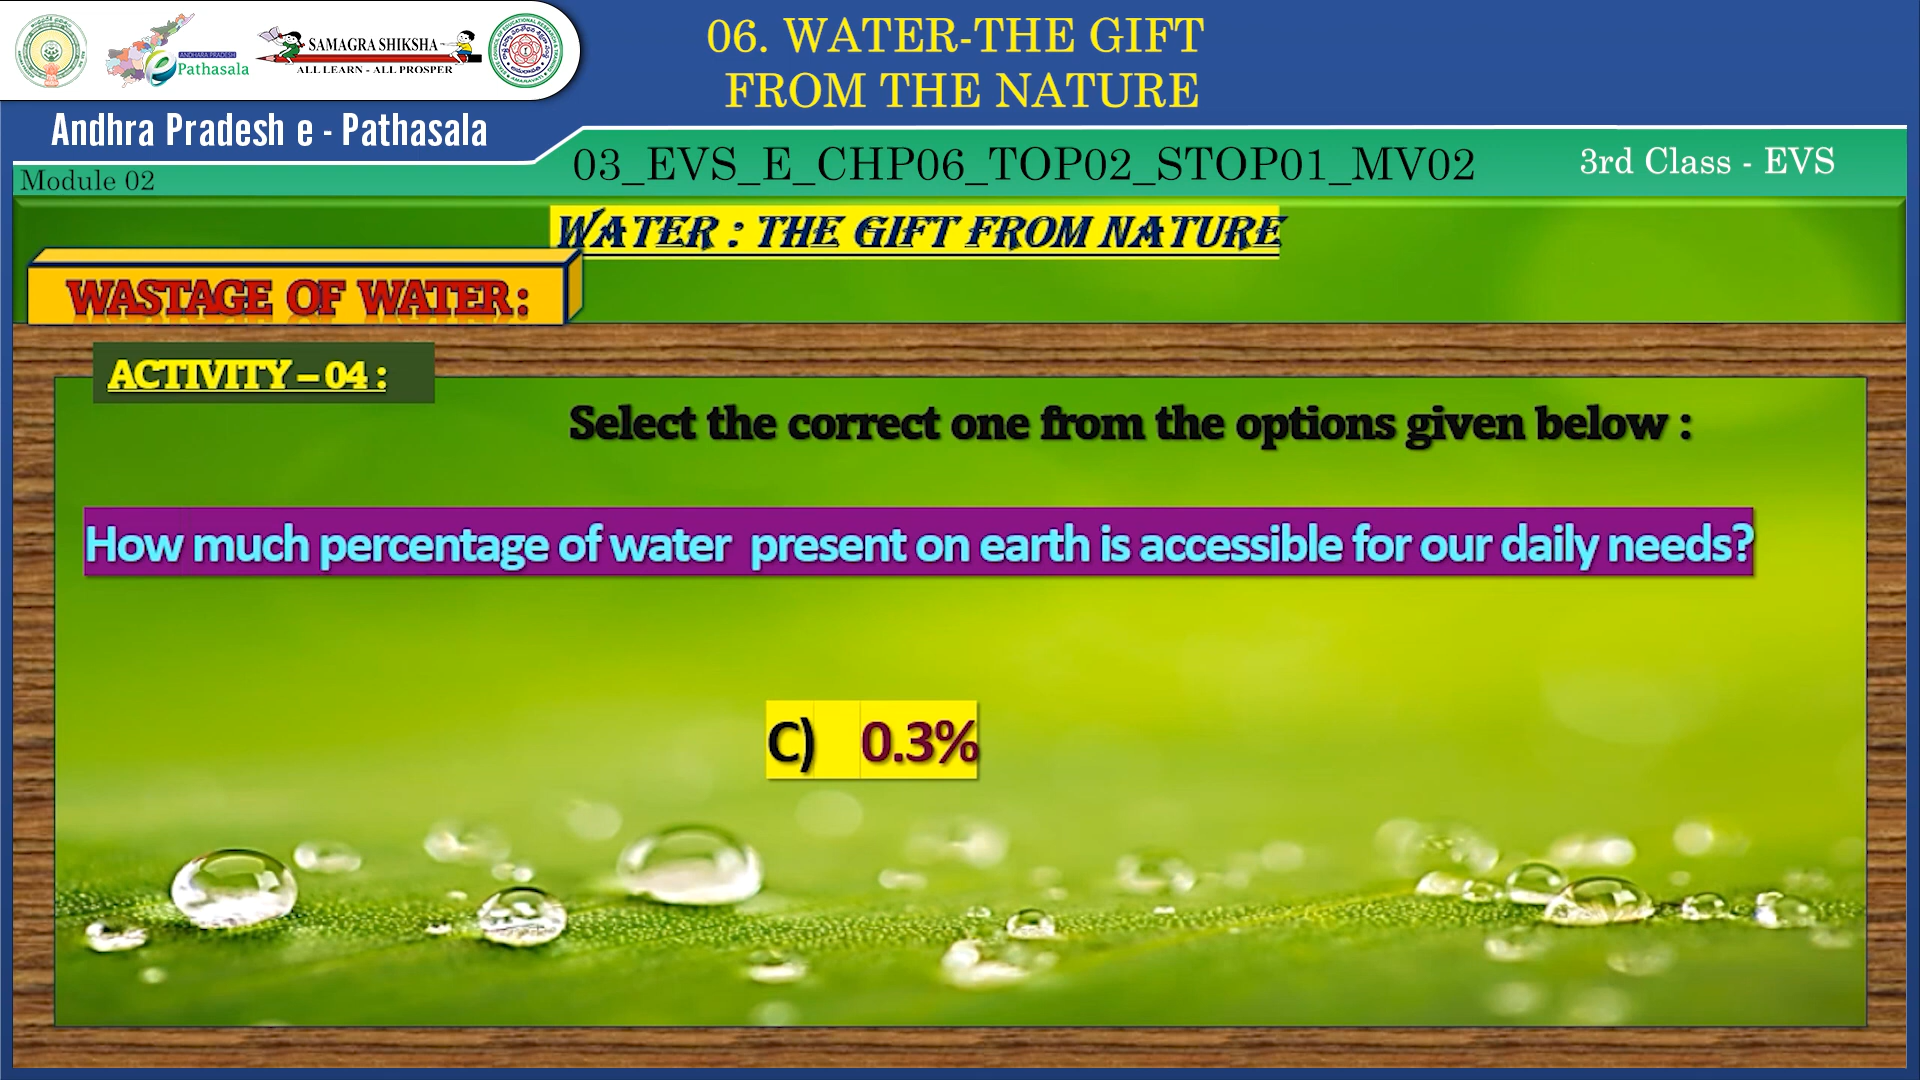 ANDHRA PRADESH
Pathasala
SAMAGRA SHIKSHA
ALL LEARN - ALL PROSPER
Andhra Pradesh e - Pathasala
06. WATER-THE GIFT
FROM THE NATURE
Module 02
03_EVS_E_CHP06_TOP02_STOP01_MV02
3rd Class - EVS
WATER : THE GIFT FROM NATURE
WASTAGE OF WATER:
ACTIVITY – 04 :
Select the correct one from the options given below :
How much percentage of water present on earth is accessible for our daily needs?
C) 0.3%